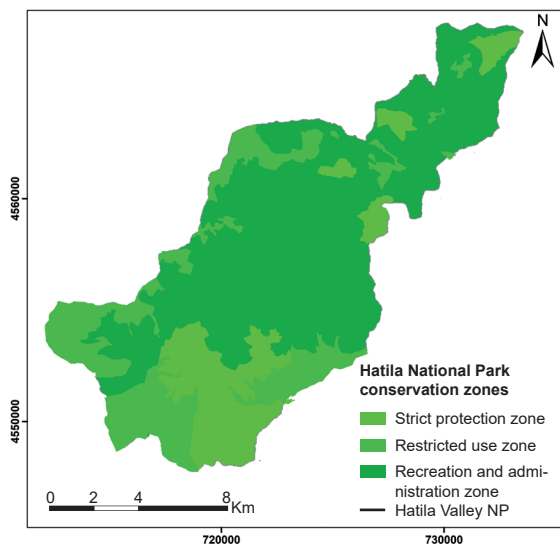 N
4560000
4550000
Hatila National Park
conservation zones
Strict protection zone
Restricted use zone
Recreation and admi-
nistration zone
Hatila Valley NP
0 2 4 8
Km
720000 730000